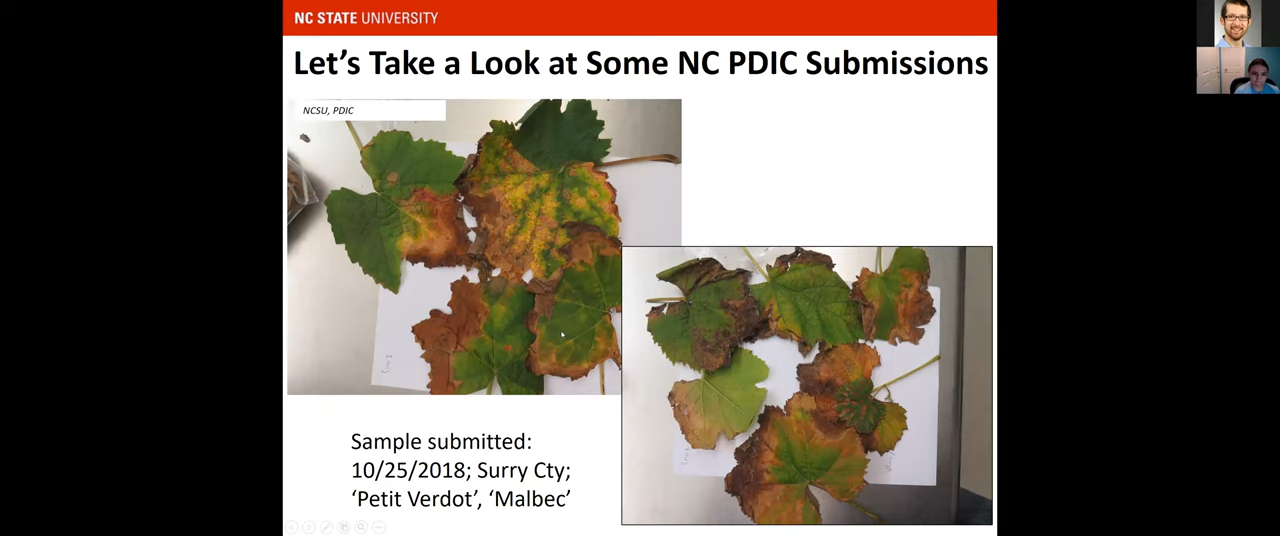 NC STATE UNIVERSITY
Let's Take a Look at Some NC PDIC Submissions
NCSU, PDIC
Sample submitted:
10/25/2018; Surry Cty;
‘Petit Verdot’, ‘Malbec’